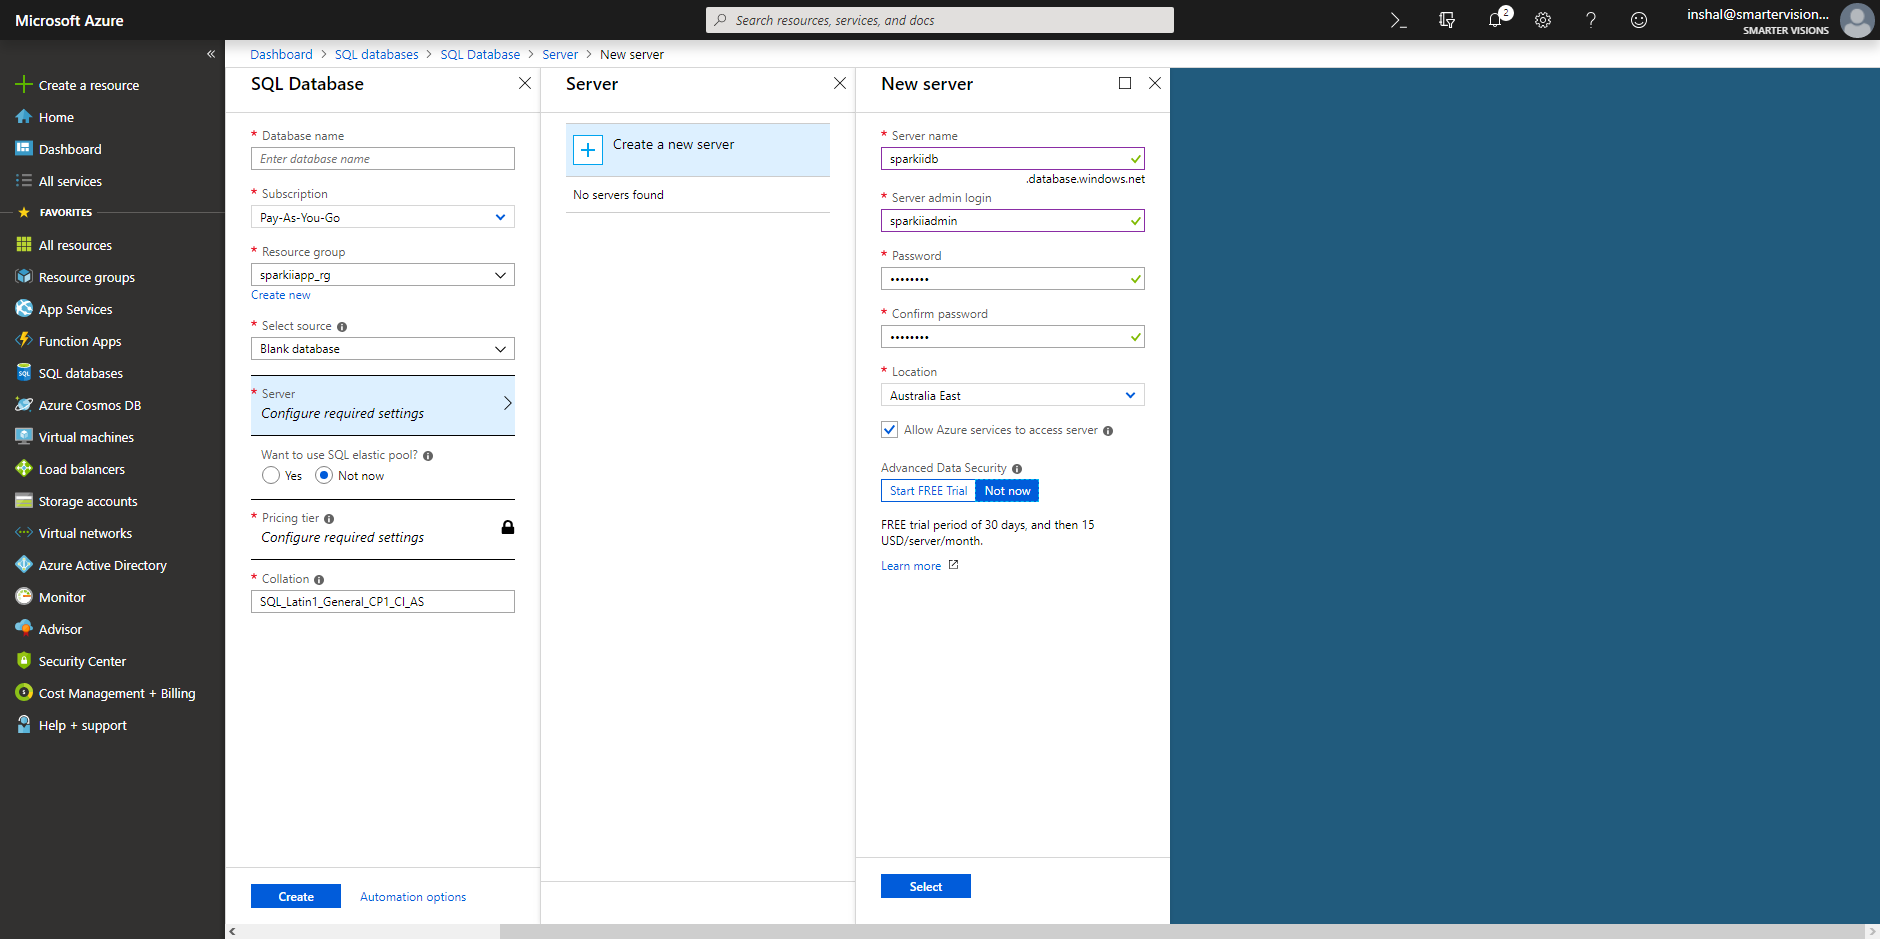 Microsoft Azure
Search resources, services, and docs
2
inshal@smartervision...
SMARTER VISIONS
Create a resource
Home
Dashboard
All services
FAVORITES
All resources
Resource groups
App Services
Function Apps
SQL databases
Azure Cosmos DB
Virtual machines
Load balancers
Storage accounts
Virtual networks
Azure Active Directory
Monitor
Advisor
Security Center
Cost Management + Billing
Help + support
Dashboard > SQL databases > SQL Database > Server > New server
SQL Database
* Database name
Enter database name
* Subscription
Pay-As-You-Go
* Resource group
sparkiiapp_rg
Create new
* Select source
Blank database
* Server
Configure required settings
Want to use SQL elastic pool?
Yes
Not now
* Pricing tier
Configure required settings
* Collation
SQL_Latin1_General_CP1_CI_AS
Create
Automation options
Server
Create a new server
No servers found
New server
* Server name
sparkiidb
.database.windows.net
* Server admin login
sparkiiadmin
* Password
••••••••
* Confirm password
••••••••
* Location
Australia East
Allow Azure services to access server
Advanced Data Security
Start FREE Trial
Not now
FREE trial period of 30 days, and then 15
USD/server/month.
Learn more
Select